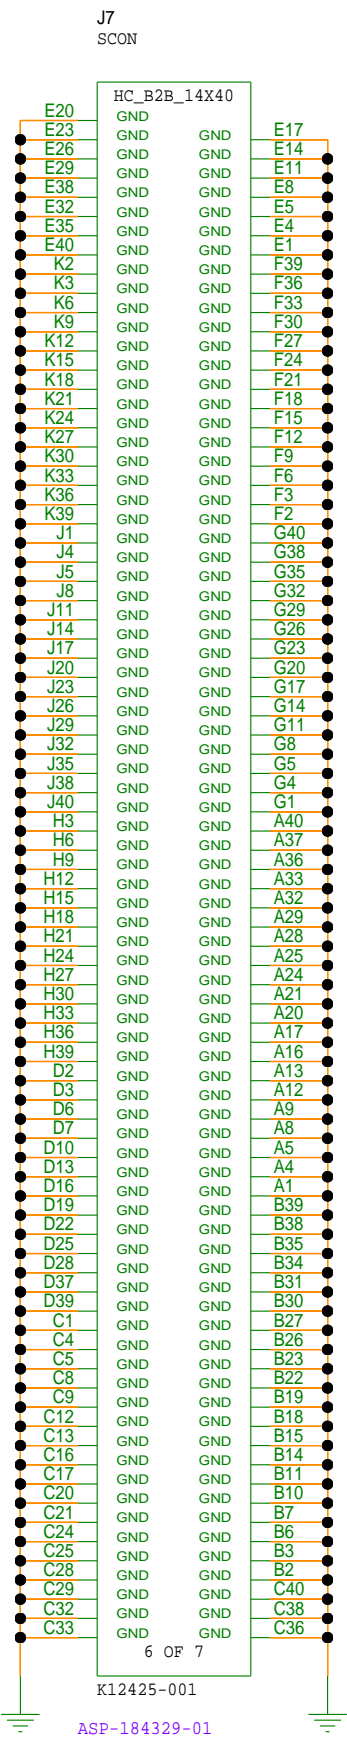 J7
SCON
HC_B2B_14X40
E20 GND
E23 GND GND E17
E26 GND GND E14
E29 GND GND E11
E38 GND GND E8
E32 GND GND E5
E35 GND GND E4
E40 GND GND E1
K2 GND GND F39
K3 GND GND F36
K6 GND GND F33
K9 GND GND F30
K12 GND GND F27
K15 GND GND F24
K18 GND GND F21
K21 GND GND F18
K24 GND GND F15
K27 GND GND F12
K30 GND GND F9
K33 GND GND F6
K36 GND GND F3
K39 GND GND F2
J1 GND GND G40
J4 GND GND G38
J5 GND GND G35
J8 GND GND G32
J11 GND GND G29
J14 GND GND G26
J17 GND GND G23
J20 GND GND G20
J23 GND GND G17
J26 GND GND G14
J29 GND GND G11
J32 GND GND G8
J35 GND GND G5
J38 GND GND G4
J40 GND GND G1
H3 GND GND A40
H6 GND GND A37
H9 GND GND A36
H12 GND GND A33
H15 GND GND A32
H18 GND GND A29
H21 GND GND A28
H24 GND GND A25
H27 GND GND A24
H30 GND GND A21
H33 GND GND A20
H36 GND GND A17
H39 GND GND A16
D2 GND GND A13
D3 GND GND A12
D6 GND GND A9
D7 GND GND A8
D10 GND GND A5
D13 GND GND A4
D16 GND GND A1
D19 GND GND B39
D22 GND GND B38
D25 GND GND B35
D28 GND GND B34
D37 GND GND B31
D39 GND GND B30
C1 GND GND B27
C4 GND GND B26
C5 GND GND B23
C8 GND GND B22
C9 GND GND B19
C12 GND GND B18
C13 GND GND B15
C16 GND GND B14
C17 GND GND B11
C20 GND GND B10
C21 GND GND B7
C24 GND GND B6
C25 GND GND B3
C28 GND GND B2
C29 GND GND C40
C32 GND GND C38
C33 GND GND C36
6 OF 7
K12425-001
ASP-184329-01